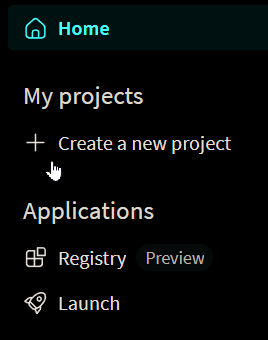 Home
My projects
Create a new project
Applications
Registry Preview
Launch